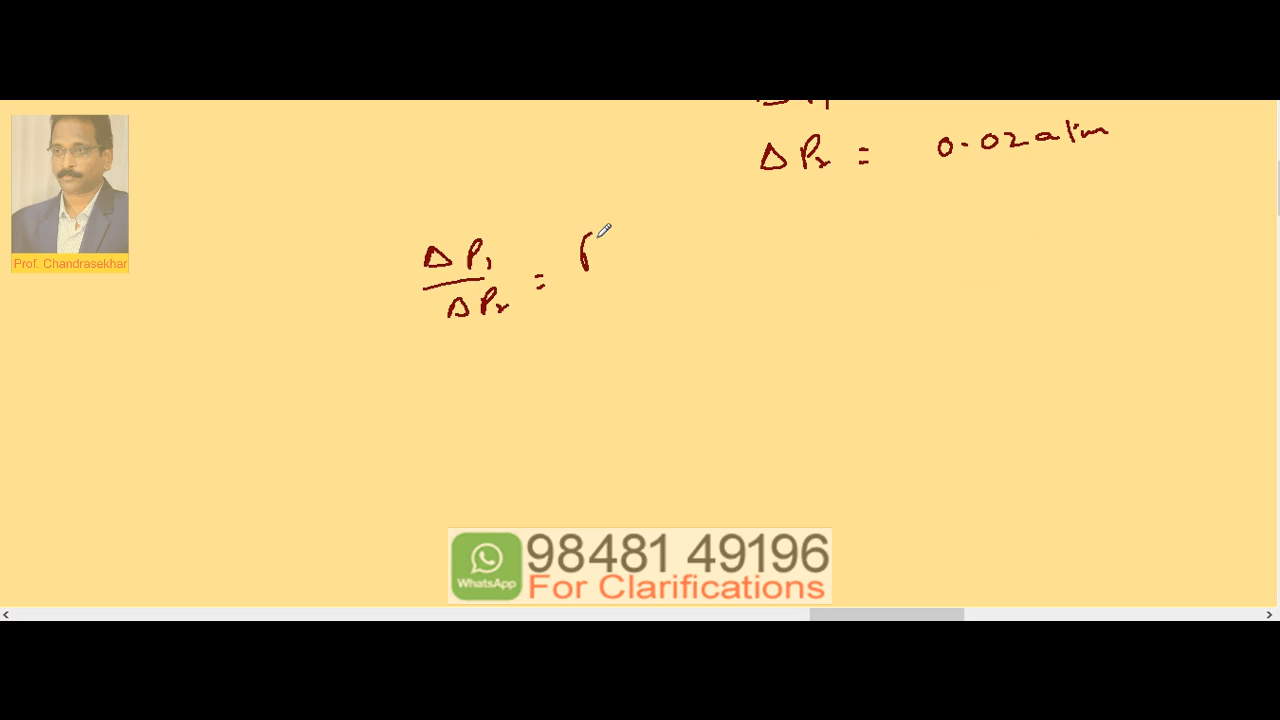 ΔP₂ = 0.02 atm
Prof. Chandrasekhar
ΔP₁
ΔP₂
=
98481 49196
WhatsApp
For Clarifications